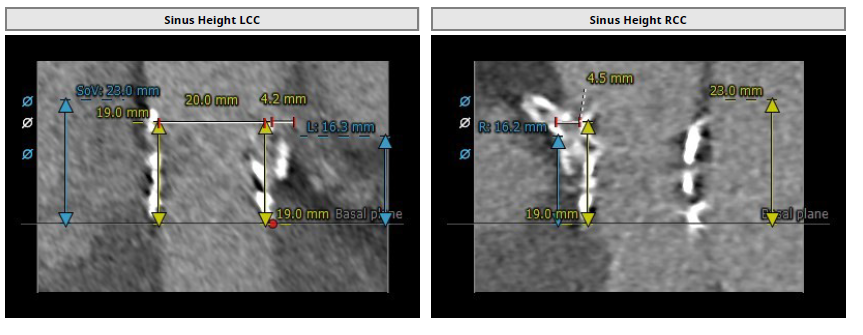 Sinus Height LCC
SoV: 23.0 mm
20.0 mm
4.2 mm
19.0 mm
L: 16.3 mm
19.0 mm
Basal plane
Sinus Height RCC
4.5 mm
23.0 mm
R: 16.2 mm
19.0 mm
plane